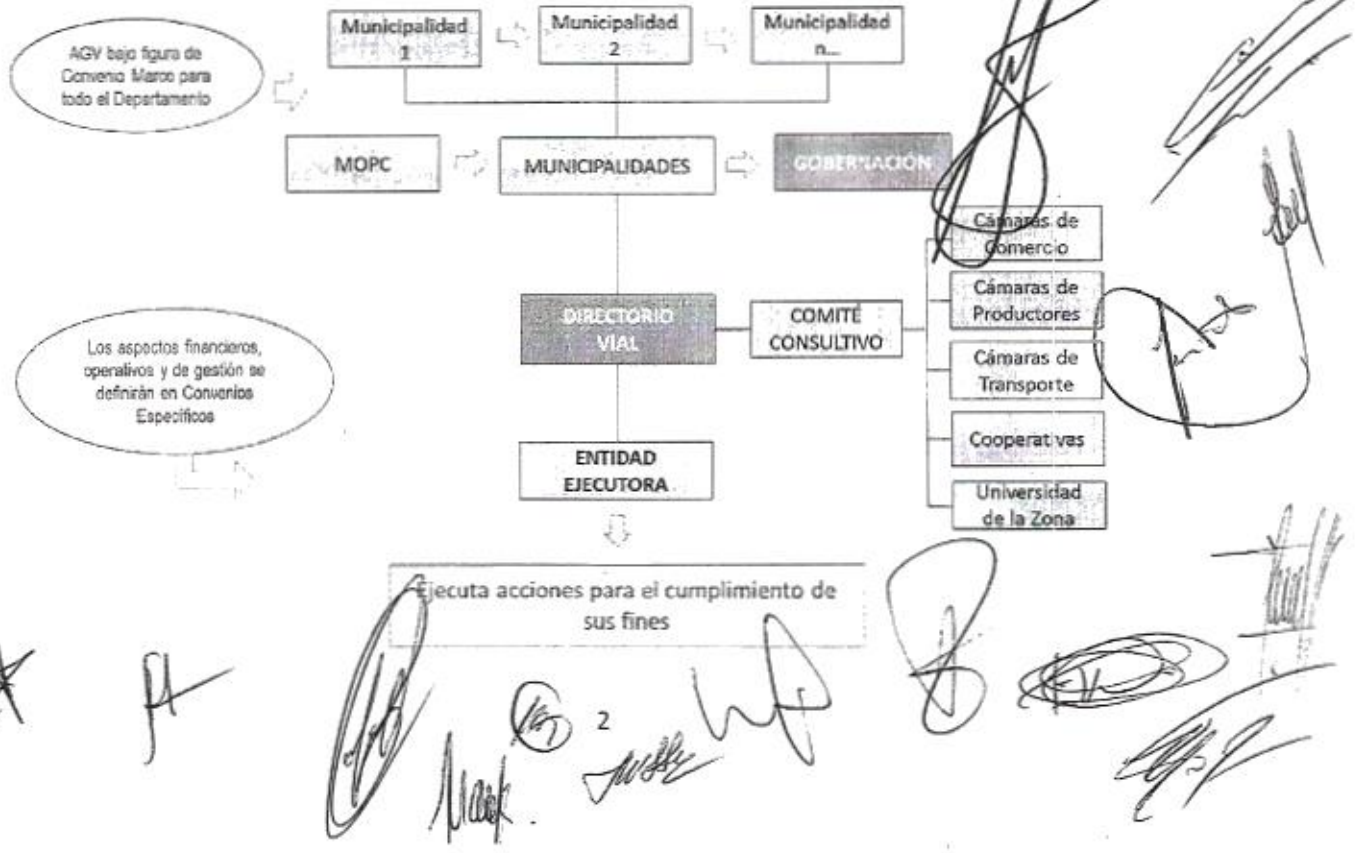 Municipalidad
1
Municipalidad
2
Municipalidad
n...
AGV bajo figura de
Convenio Marco para
todo el Departamento
MOPC
MUNICIPALIDADES
GOBERNACIÓN
Cámaras de
Comercio
Cámaras de
Productores
Cámaras de
Transporte
Cooperativas
Universidad
de la Zona
DIRECTORIO
VIAL
COMITÉ
CONSULTIVO
Los aspectos financieros,
operativos y de gestión se
definirán en Convenios
Específicos
ENTIDAD
EJECUTORA
Ejecuta acciones para el cumplimiento de
sus fines
2